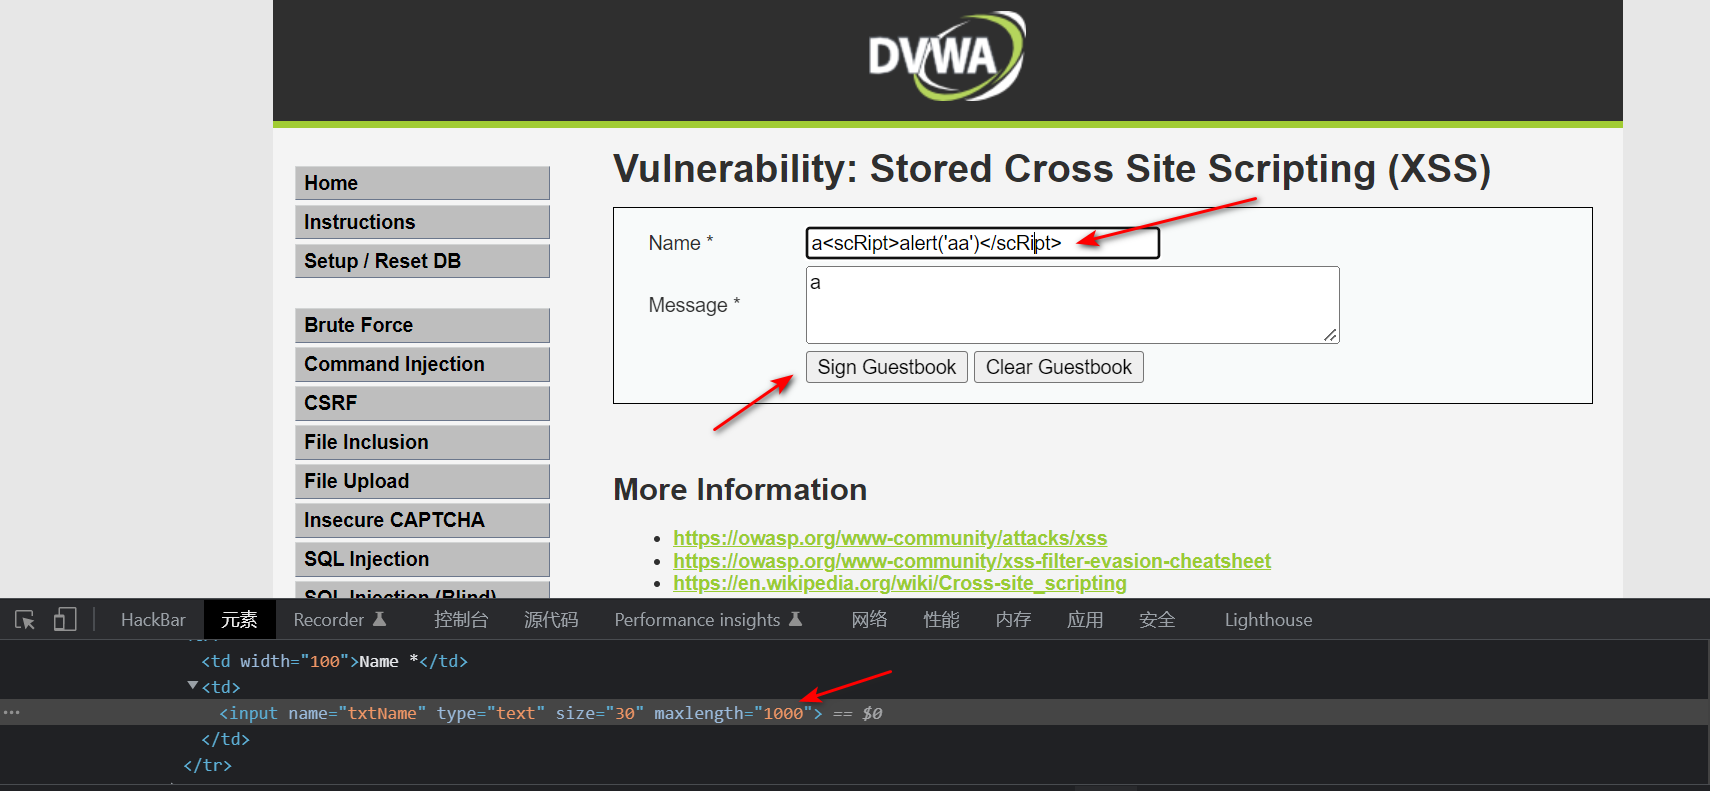 DVWA
Vulnerability: Stored Cross Site Scripting (XSS)
Home
Instructions
Setup / Reset DB
Brute Force
Command Injection
CSRF
File Inclusion
File Upload
Insecure CAPTCHA
SQL Injection
SQL Injection (Blind)
Name * a<scRipt>alert('aa')</scRipt>
Message * a
Sign Guestbook Clear Guestbook
More Information
• https://owasp.org/www-community/attacks/xss
• https://owasp.org/www-community/xss-filter-evasion-cheatsheet
• https://en.wikipedia.org/wiki/Cross-site_scripting
HackBar 元素 Recorder 控制台 源代码 Performance insights 网络 性能 内存 应用 安全 Lighthouse
<td width="100">Name *</td>
<td>
<input name="txtName" type="text" size="30" maxlength="1000"> == $0
</td>
</tr>